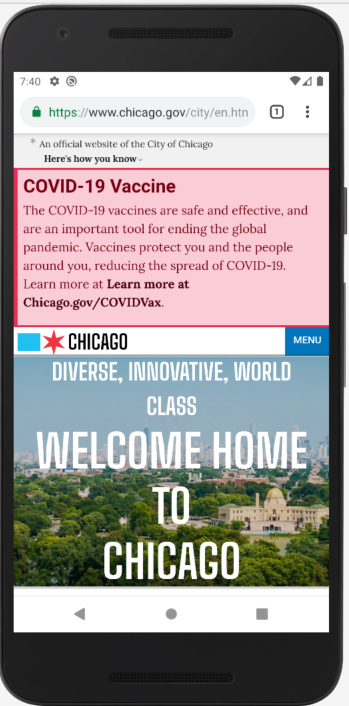 7:40
https://www.chicago.gov/city/en.htn
1
* An official website of the City of Chicago
Here's how you know
COVID-19 Vaccine
The COVID-19 vaccines are safe and effective, and
are an important tool for ending the global
pandemic. Vaccines protect you and the people
around you, reducing the spread of COVID-19.
Learn more at Learn more at
Chicago.gov/COVIDVax.
CHICAGO
MENU
DIVERSE, INNOVATIVE, WORLD
CLASS
WELCOME HOME
TO
CHICAGO